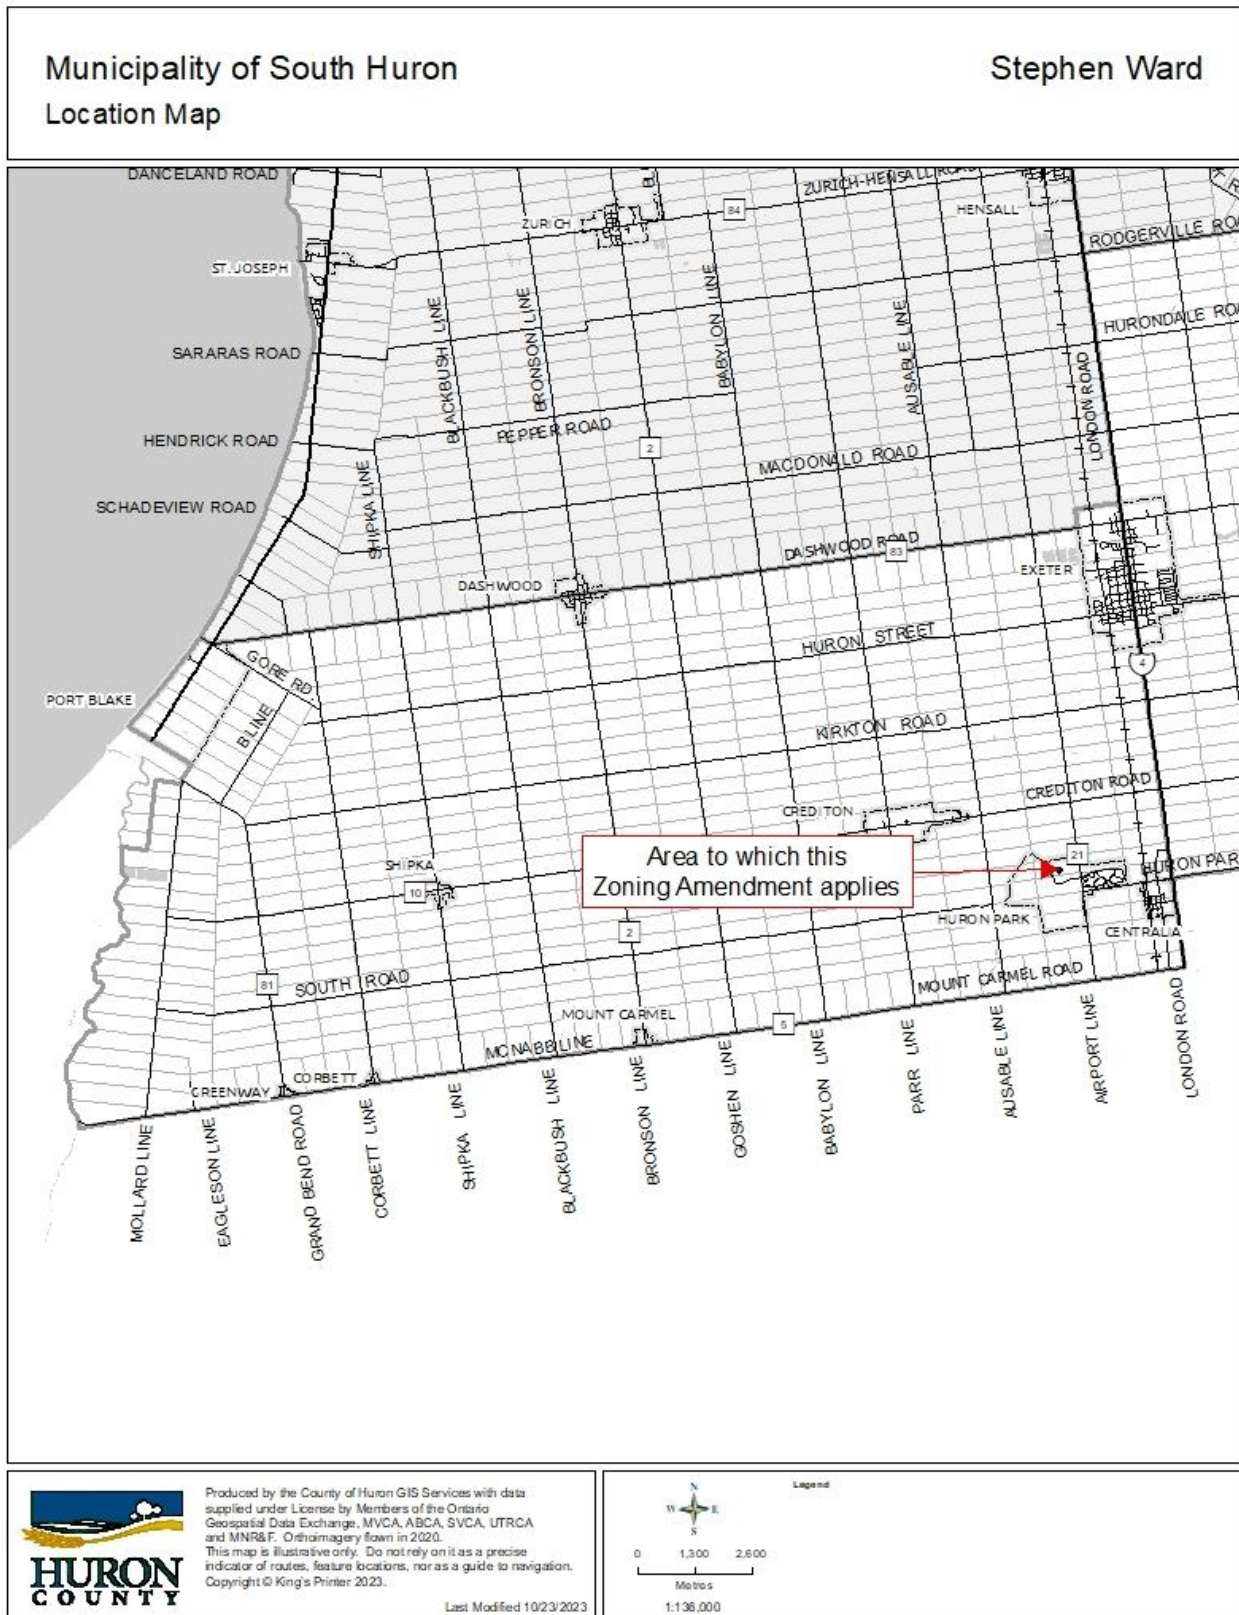 Municipality of South Huron
Stephen Ward
Location Map
DANCELAND ROAD
ZURICH-HENSALL
ZURICH
84
HENSALL
RODGERVILLE
ST. JOSEPH
HURONDALE
SARARAS ROAD
BLACKBUSH LINE
BRONSON LINE
BABYLON LINE
AUSABLE LINE
LONDON ROAD
HENDRICK ROAD
PEPPER ROAD
2
MACDONALD ROAD
SCHADEVIEW ROAD
SHIPKA LINE
DASHWOOD ROAD
83
EXETER
DASHWOOD
HURON STREET
GORE RD
4
PORT BLAKE
B LINE
KIRKTON ROAD
CREDITON ROAD
CREDITON
Area to which this
Zoning Amendment applies
21
HURON PAR
SHIPKA
10
HURON PARK
2
CENTRALIA
81
SOUTH ROAD
MOUNT CARMEL ROAD
MOUNT CARMEL
5
MCNABB LINE
CORBETT
GREENWAY
MOLLARD LINE
EAGLESON LINE
GRAND BEND ROAD
CORBETT LINE
SHIPKA LINE
BLACKBUSH LINE
BRONSON LINE
GOSHEN LINE
BABYLON LINE
PARR LINE
AUSABLE LINE
AIRPORT LINE
LONDON ROAD
HURON
COUNTY
Produced by the County of Huron GIS Services with data
supplied under License by Members of the Ontario
Geospatial Data Exchange, MVCA, ABCA, SVCA, UTRCA
and MNR&F. Orthoimagery flown in 2020.
This map is illustrative only. Do not rely on it as a precise
indicator of routes, feature locations, nor as a guide to navigation.
Copyright © King's Printer 2023.
Last Modified 10/23/2023
N
W E
S
0 1,300 2,600
Metres
1:136,000
Legend